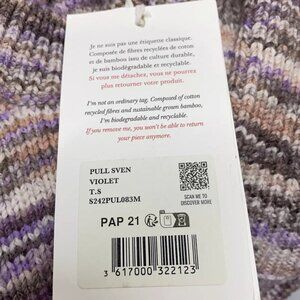 Je ne suis pas une étiquette classique.
Composée de fibres recyclées de coton
et de bambou issu de culture durable,
je suis biodégradable et recyclable.
Si vous me détachez, vous ne pourrez
plus retourner votre produit.
I'm not an ordinary tag. Composed of cotton
recycled fibres and sustainable grown bamboo,
I'm biodegradable and recyclable.
If you remove me, you won't be able to return
your piece anymore.
PULL SVEN
VIOLET
T.S
S242PUL083M
SCAN ME TO
DISCOVER MORE
PAP 21
3 617000 322123